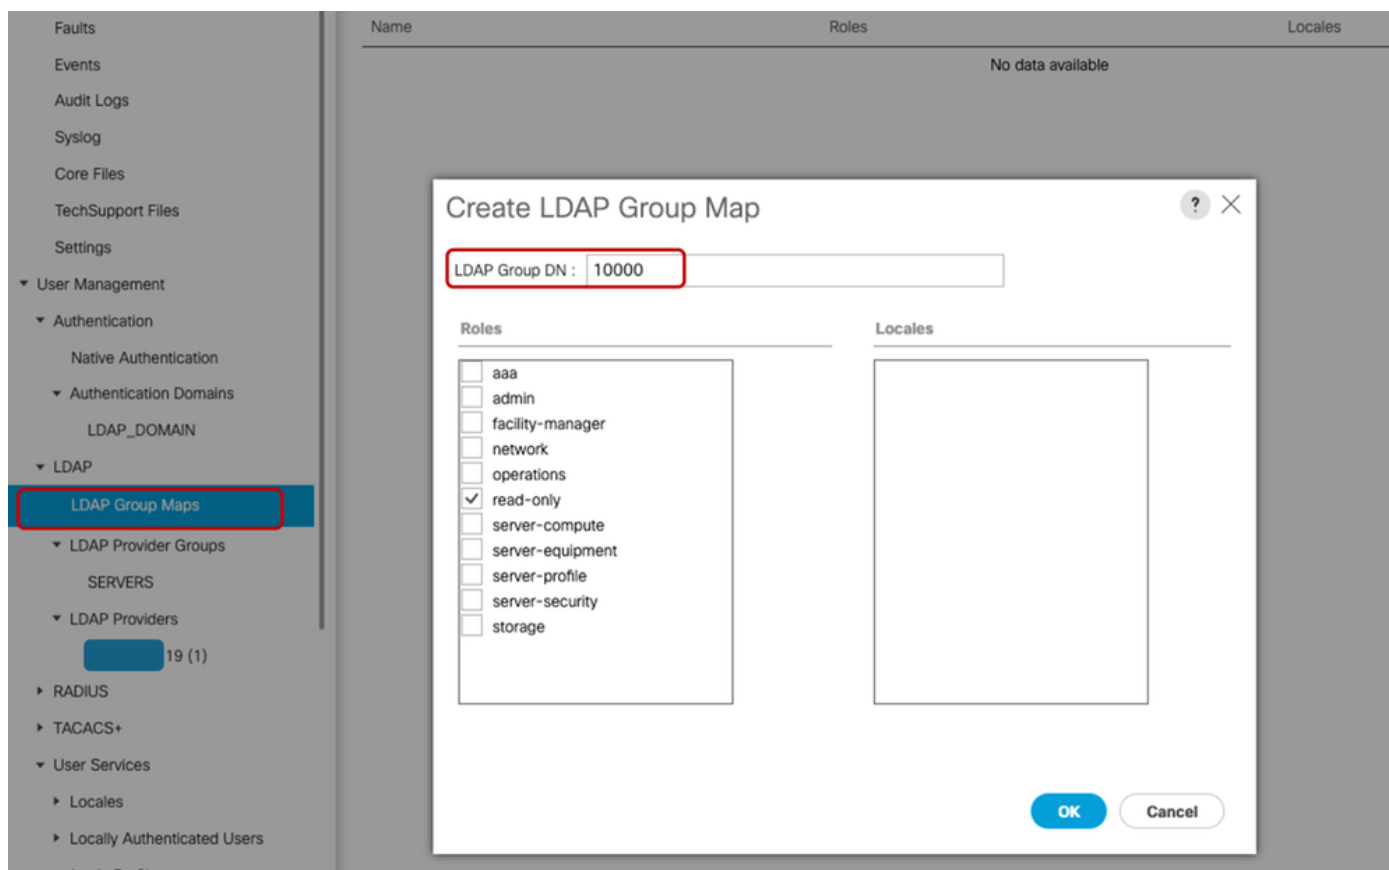 Faults
Events
Audit Logs
Syslog
Core Files
TechSupport Files
Settings
User Management
Authentication
Native Authentication
Authentication Domains
LDAP_DOMAIN
LDAP
LDAP Group Maps
LDAP Provider Groups
SERVERS
LDAP Providers
19 (1)
RADIUS
TACACS+
User Services
Locales
Locally Authenticated Users
Name Roles Locales
No data available
Create LDAP Group Map ?
LDAP Group DN : 10000
Roles
aaa
admin
facility-manager
network
operations
read-only
server-compute
server-equipment
server-profile
server-security
storage
Locales
OK Cancel